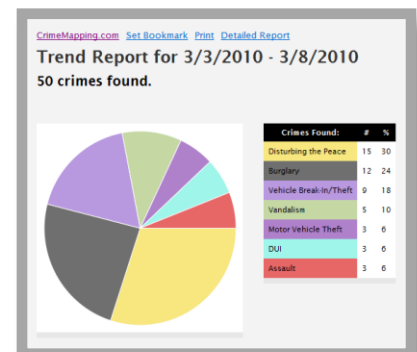 CrimeMapping.com Set Bookmark Print Detailed Report
Trend Report for 3/3/2010 - 3/8/2010
50 crimes found.
Crimes Found: # %
Disturbing the Peace 15 30
Burglary 12 24
Vehicle Break-In/Theft 9 18
Vandalism 5 10
Motor Vehicle Theft 3 6
DUI 3 6
Assault 3 6